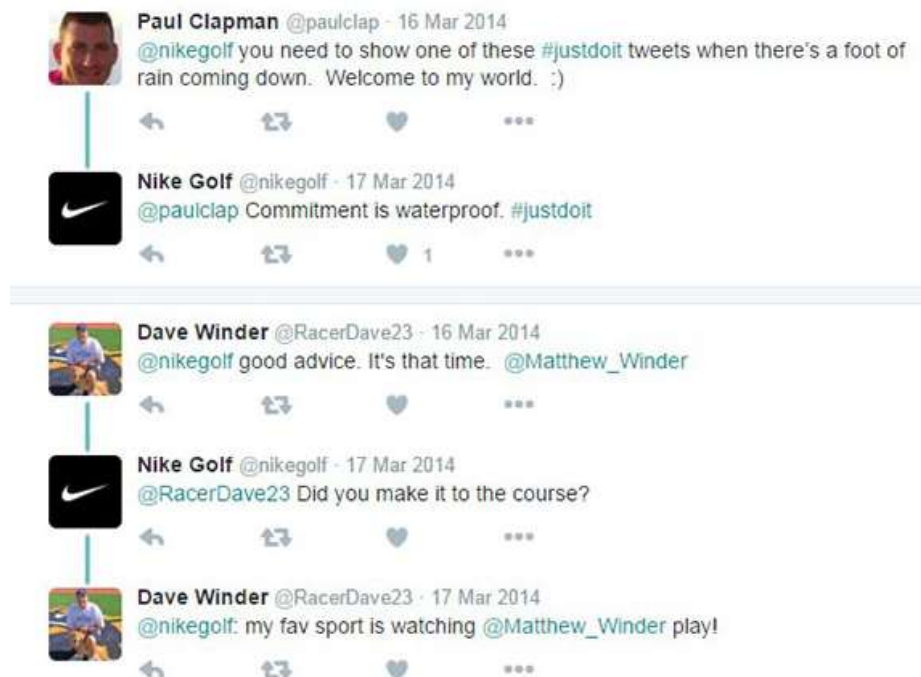 Paul Clapman @paulclap · 16 Mar 2014
@nikegolf you need to show one of these #justdoit tweets when there's a foot of
rain coming down.  Welcome to my world.  :)
Nike Golf @nikegolf · 17 Mar 2014
@paulclap Commitment is waterproof. #justdoit
1
Dave Winder @RacerDave23 · 16 Mar 2014
@nikegolf good advice. It's that time.  @Matthew_Winder
Nike Golf @nikegolf · 17 Mar 2014
@RacerDave23 Did you make it to the course?
Dave Winder @RacerDave23 · 17 Mar 2014
@nikegolf: my fav sport is watching @Matthew_Winder play!